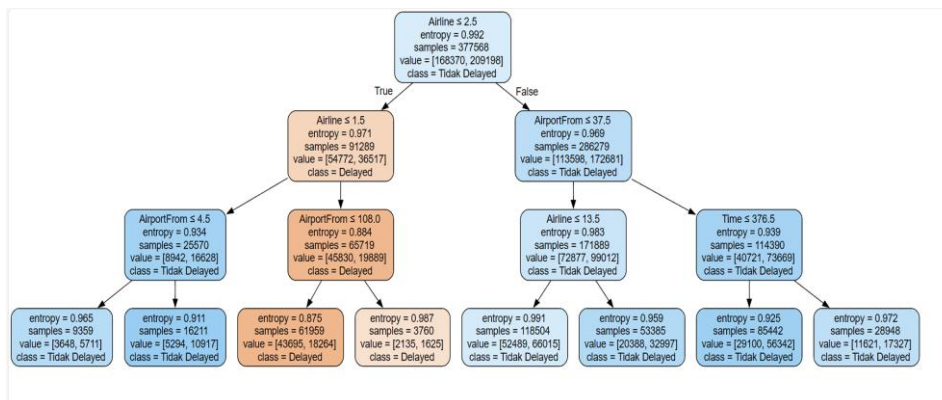 Airline ≤ 2.5
entropy = 0.992
samples = 377568
value = [168370, 209198]
class = Tidak Delayed
True
False
Airline ≤ 1.5
entropy = 0.971
samples = 91289
value = [54772, 36517]
class = Delayed
AirportFrom ≤ 37.5
entropy = 0.969
samples = 286279
value = [113598, 172681]
class = Tidak Delayed
AirportFrom ≤ 4.5
entropy = 0.934
samples = 25570
value = [8942, 16628]
class = Tidak Delayed
AirportFrom ≤ 108.0
entropy = 0.884
samples = 65719
value = [45830, 19889]
class = Delayed
Airline ≤ 13.5
entropy = 0.983
samples = 171889
value = [72877, 99012]
class = Tidak Delayed
Time ≤ 376.5
entropy = 0.939
samples = 114390
value = [40721, 73669]
class = Tidak Delayed
entropy = 0.965
samples = 9359
value = [3648, 5711]
class = Tidak Delayed
entropy = 0.911
samples = 16211
value = [5294, 10917]
class = Tidak Delayed
entropy = 0.875
samples = 61959
value = [43695, 18264]
class = Delayed
entropy = 0.987
samples = 3760
value = [2135, 1625]
class = Delayed
entropy = 0.991
samples = 118504
value = [52489, 66015]
class = Tidak Delayed
entropy = 0.959
samples = 53385
value = [20388, 32997]
class = Tidak Delayed
entropy = 0.925
samples = 85442
value = [29100, 56342]
class = Tidak Delayed
entropy = 0.972
samples = 28948
value = [11621, 17327]
class = Tidak Delayed